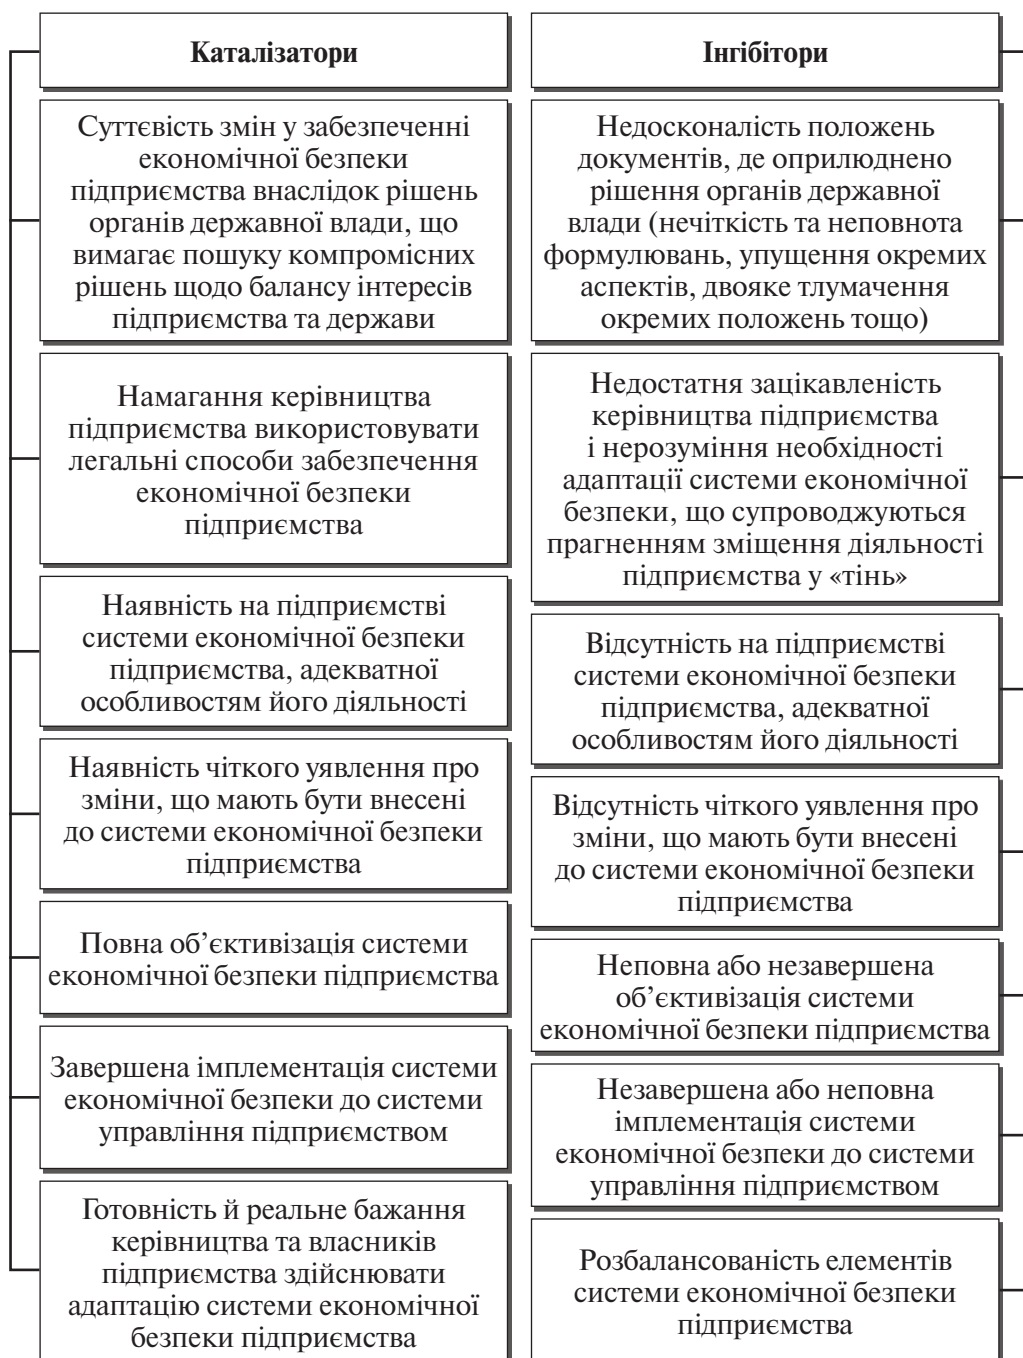 Каталізатори
Суттєвість змін у забезпеченні
економічної безпеки
підприємства внаслідок рішень
органів державної влади, що
вимагає пошуку компромісних
рішень щодо балансу інтересів
підприємства та держави
Намагання керівництва
підприємства використовувати
легальні способи забезпечення
економічної безпеки
підприємства
Наявність на підприємстві
системи економічної безпеки
підприємства, адекватної
особливостям його діяльності
Наявність чіткого уявлення про
зміни, що мають бути внесені
до системи економічної безпеки
підприємства
Повна об’єктивізація системи
економічної безпеки підприємства
Завершена імплементація системи
економічної безпеки до системи
управління підприємством
Готовність й реальне бажання
керівництва та власників
підприємства здійснювати
адаптацію системи економічної
безпеки підприємства
Інгібітори
Недосконалість положень
документів, де оприлюднено
рішення органів державної
влади (нечіткість та неповнота
формулювань, упущення окремих
аспектів, двояке тлумачення
окремих положень тощо)
Недостатня зацікавленість
керівництва підприємства
і нерозуміння необхідності
адаптації системи економічної
безпеки, що супроводжуються
прагненням зміщення діяльності
підприємства у «тінь»
Відсутність на підприємстві
системи економічної безпеки
підприємства, адекватної
особливостям його діяльності
Відсутність чіткого уявлення про
зміни, що мають бути внесені
до системи економічної безпеки
підприємства
Неповна або незавершена
об’єктивізація системи
економічної безпеки підприємства
Незавершена або неповна
імплементація системи
економічної безпеки до системи
управління підприємством
Розбалансованість елементів
системи економічної безпеки
підприємства